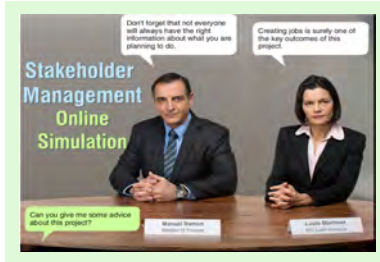 Don't forget that not everyone
will always have the right
information about what you are
planning to do.
Creating jobs is surely one of
the key outcomes of this
project.
Stakeholder
Management
Online
Simulation
Can you give me some advice
about this project?
Manuel
Louis